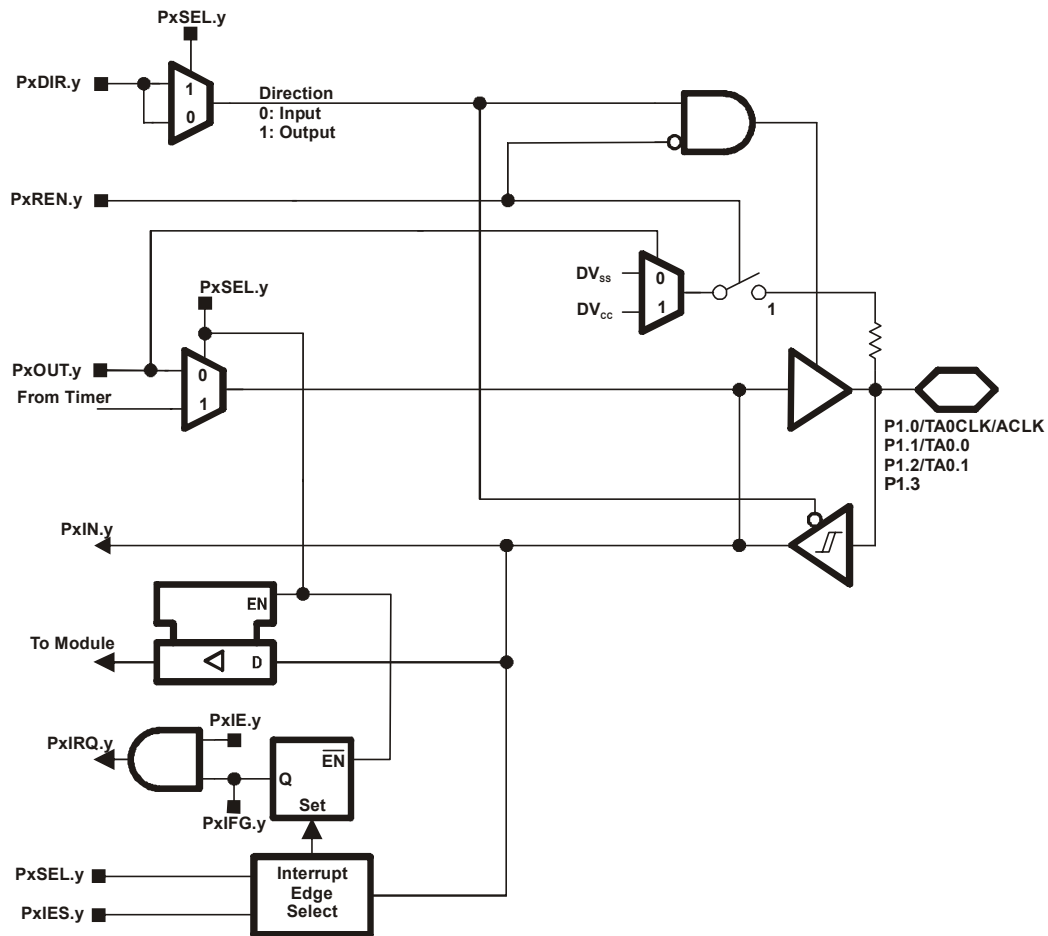 PxSEL.y
PxDIR.y
1
0
Direction
0: Input
1: Output
PxREN.y
DVSS
0
DVCC
1
1
PxSEL.y
PxOUT.y
0
From Timer
1
P1.0/TA0CLK/ACLK
P1.1/TA0.0
P1.2/TA0.1
P1.3
PxIN.y
EN
To Module
D
PxIE.y
PxIRQ.y
EN
Q
Set
PxIFG.y
PxSEL.y
Interrupt
Edge
Select
PxIES.y